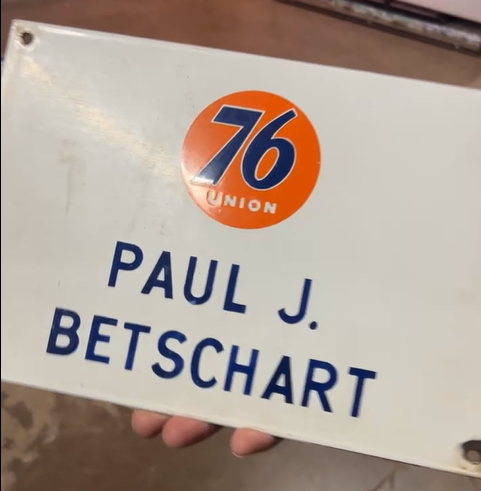 76
UNION
PAUL J.
BETSCHART